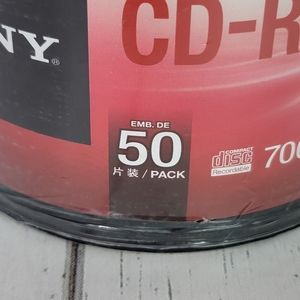 NY®
CD-R
EMB. DE
50
片装/PACK
COMPACT
disc
Recordable
700